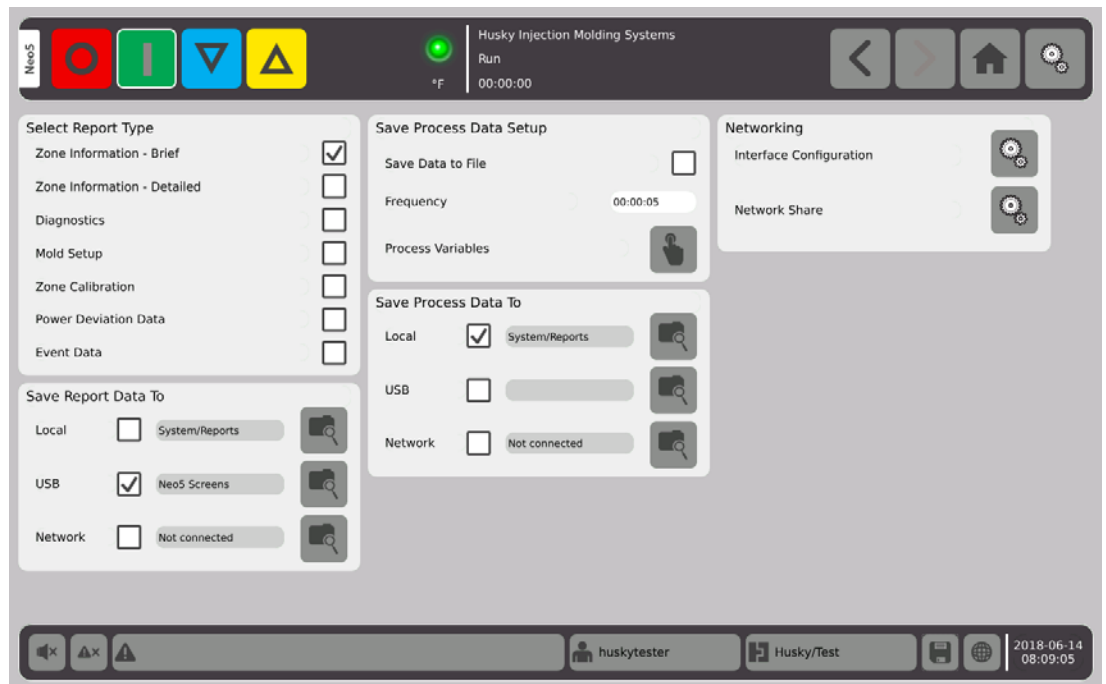 Neo5
Husky Injection Molding Systems
Run
°F
00:00:00
Select Report Type
Zone Information - Brief
Zone Information - Detailed
Diagnostics
Mold Setup
Zone Calibration
Power Deviation Data
Event Data
Save Report Data To
Local
System/Reports
USB
Neo5 Screens
Network
Not connected
Save Process Data Setup
Save Data to File
Frequency
00:00:05
Process Variables
Save Process Data To
Local
System/Reports
USB
Network
Not connected
Networking
Interface Configuration
Network Share
huskytester
Husky/Test
2018-06-14
08:09:05